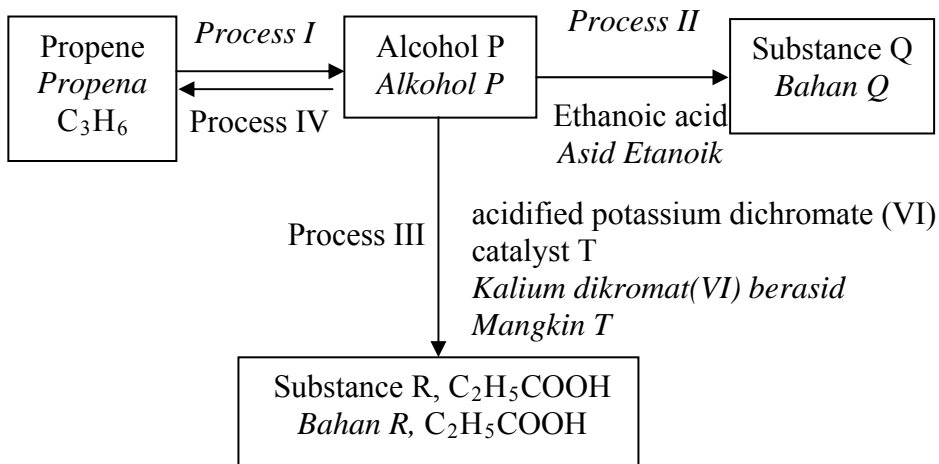 Propene
Propena
C₃H₆
Process I
Process IV
Alcohol P
Alkohol P
Process II
Ethanoic acid
Asid Etanoik
Substance Q
Bahan Q
Process III
acidified potassium dichromate (VI)
catalyst T
Kalium dikromat(VI) berasid
Mangkin T
Substance R, C₂H₅COOH
Bahan R, C₂H₅COOH